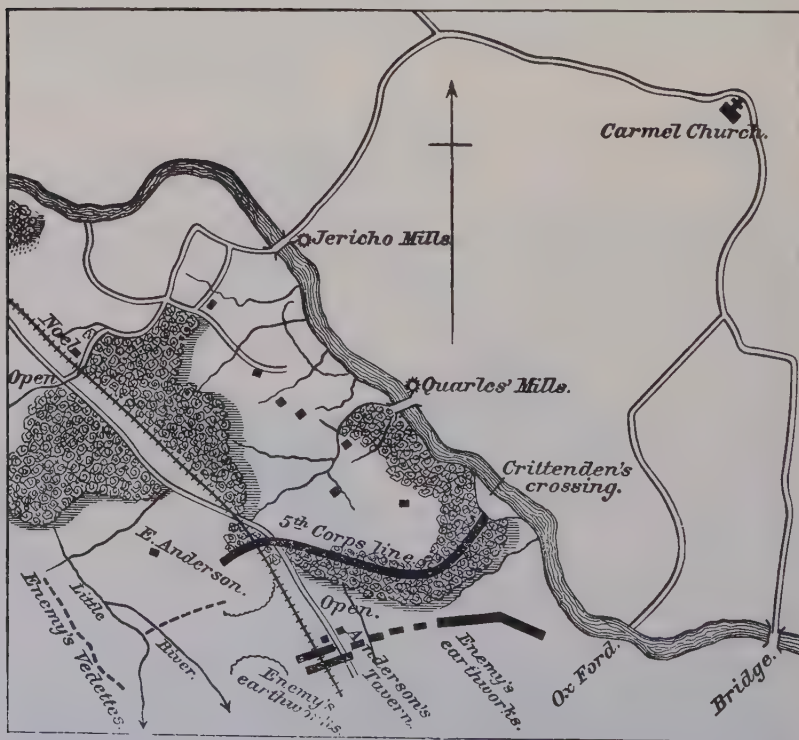 Carmel Church.
Jericho Mills
Noel
Open
Quarles' Mills.
Crittenden's
crossing.
5th Corps line
E. Anderson.
Open.
Little
River.
Enemy's Vedettes.
Enemy's
earthworks.
Anderson's
Tavern.
Enemy's
earthworks.
Ox Ford.
Bridge.